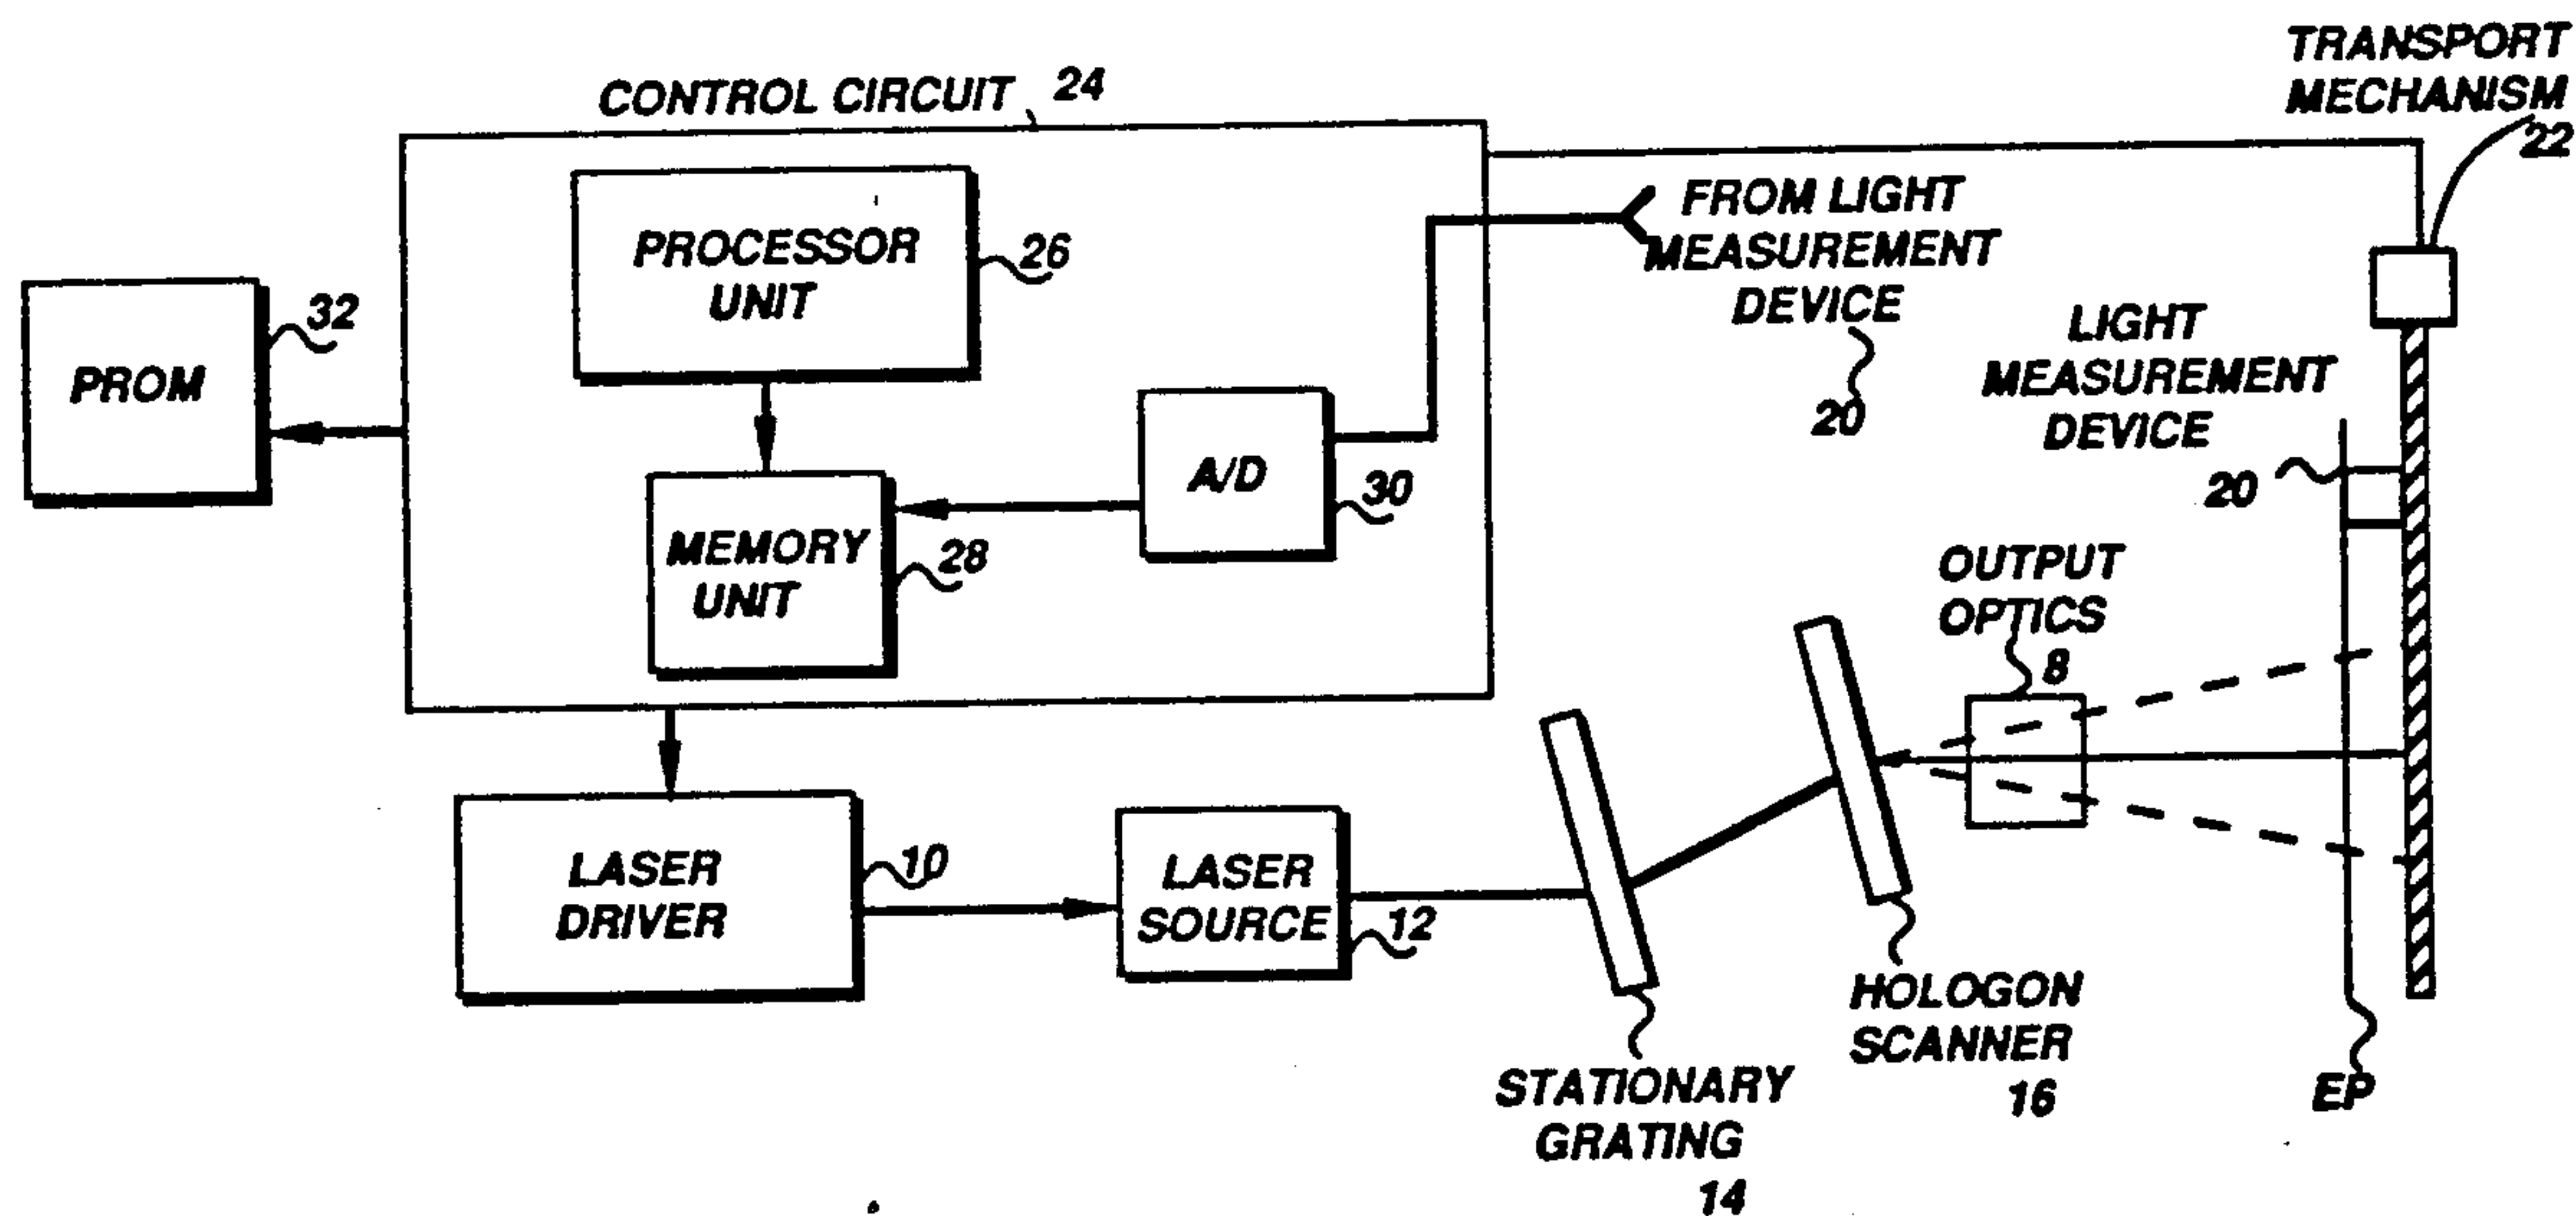 TRANSPORT
MECHANISM
22
CONTROL CIRCUIT 24
PROCESSOR
UNIT
26
FROM LIGHT
MEASUREMENT
DEVICE
20
PROM
32
LIGHT
MEASUREMENT
DEVICE
20
A/D
30
MEMORY
UNIT
28
OUTPUT
OPTICS
8
LASER
DRIVER
10
LASER
SOURCE
12
HOLOGON
SCANNER
16
STATIONARY
GRATING
14
EP